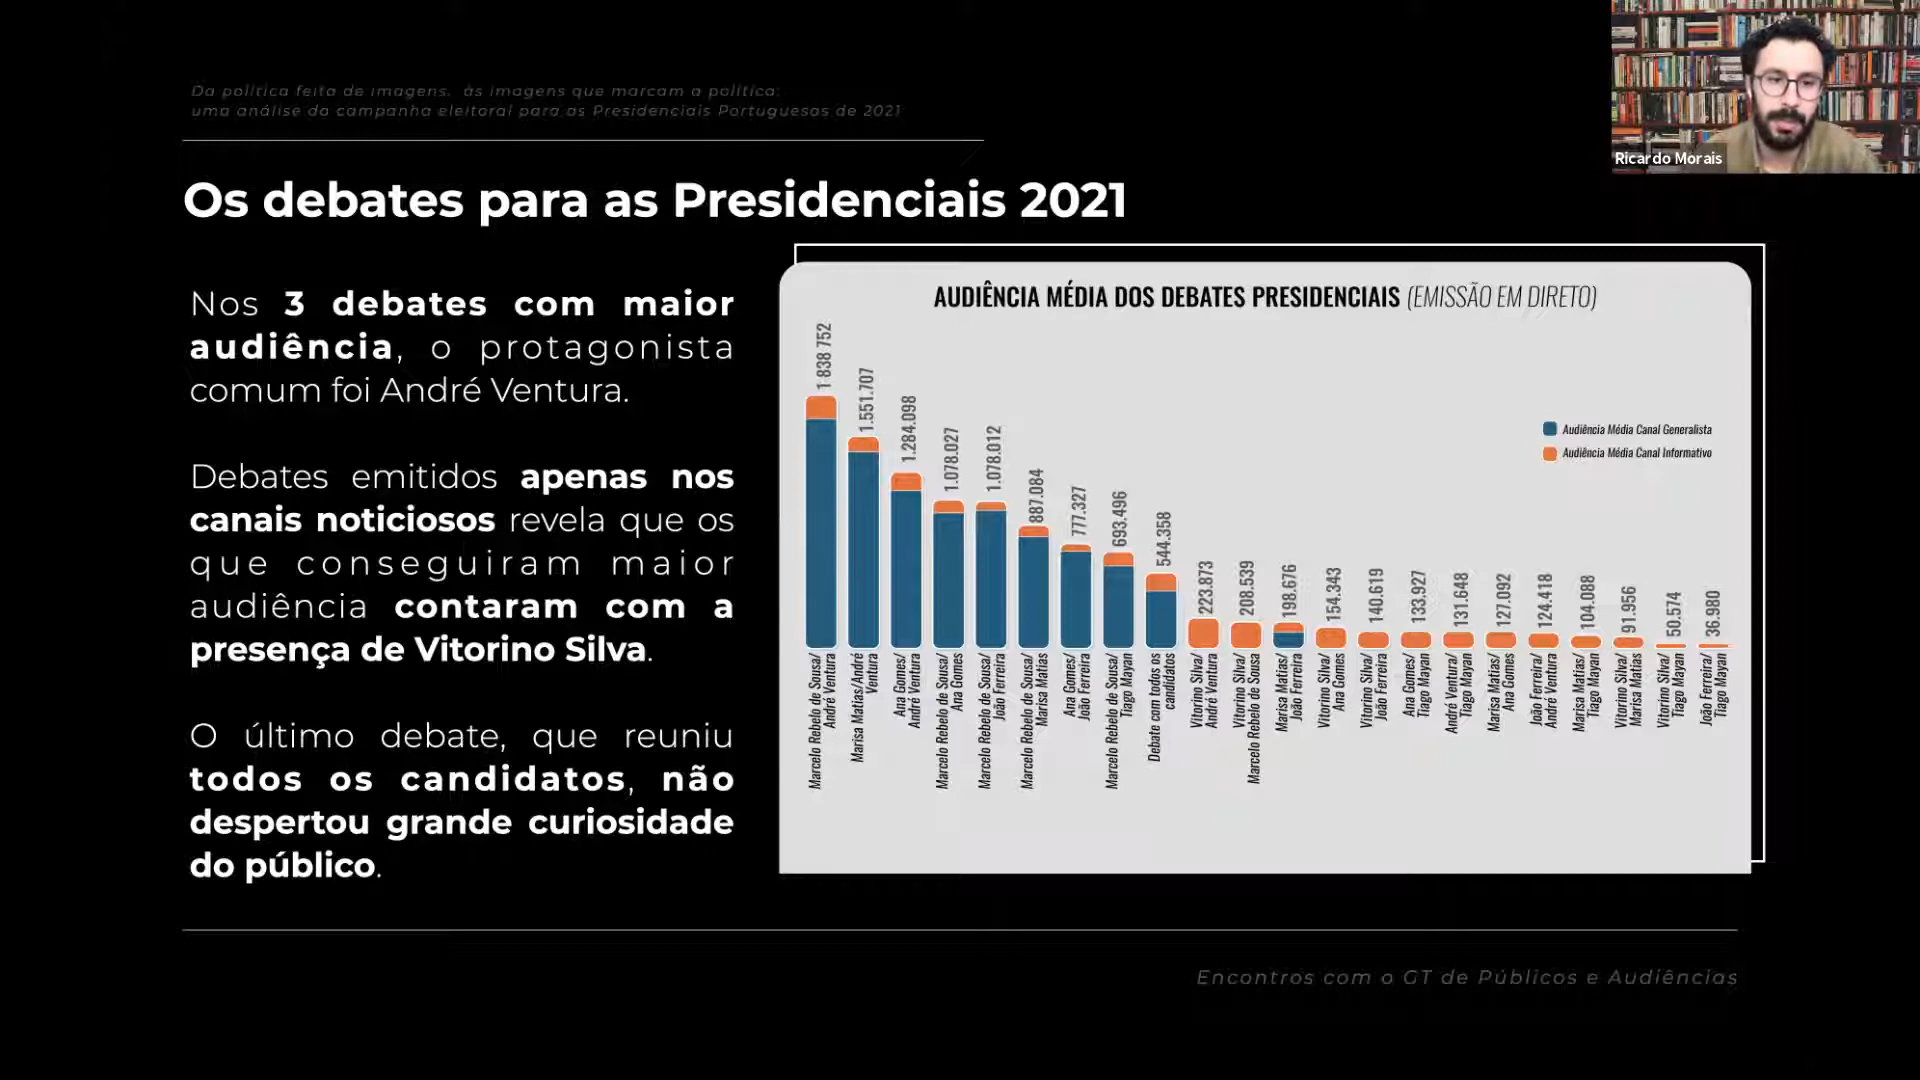 Da política feita de imagens, às imagens que marcam a política:
uma análise da campanha eleitoral para as Presidenciais Portuguesas de 2021
Ricardo Morais
Os debates para as Presidenciais 2021
Nos 3 debates com maior
audiência, o protagonista
comum foi André Ventura.
Debates emitidos apenas nos
canais noticiosos revela que os
que conseguiram maior
audiência contaram com a
presença de Vitorino Silva.
O último debate, que reuniu
todos os candidatos, não
despertou grande curiosidade
do público.
AUDIÊNCIA MÉDIA DOS DEBATES PRESIDENCIAIS (EMISSÃO EM DIRETO)
Audiência Média Canal Generalista
Audiência Média Canal Informativo
1 838 752
1.551.707
1.284.098
1.078.027
1.078.012
887.084
777.327
693.496
544.358
223.873
208.539
198.676
154.343
140.619
133.927
131.648
127.092
124.418
104.088
91.956
50.574
36.980
Marcelo Rebelo de Sousa/
André Ventura
Marisa Matias/André
Ventura
Ana Gomes/
André Ventura
Marcelo Rebelo de Sousa/
Ana Gomes
Marcelo Rebelo de Sousa/
João Ferreira
Marcelo Rebelo de Sousa/
Marisa Matias
Ana Gomes/
João Ferreira
Marcelo Rebelo de Sousa/
Tiago Mayan
Debate com todos os
candidatos
Vitorino Silva/
André Ventura
Vitorino Silva/
Marcelo Rebelo de Sousa
Marisa Matias/
João Ferreira
Vitorino Silva/
Ana Gomes
Vitorino Silva/
João Ferreira
Ana Gomes/
Tiago Mayan
André Ventura/
Tiago Mayan
Marisa Matias/
Ana Gomes
João Ferreira/
André Ventura
Marisa Matias/
Tiago Mayan
Vitorino Silva/
Marisa Matias
Vitorino Silva/
Tiago Mayan
João Ferreira/
Tiago Mayan
Encontros com o GT de Públicos e Audiências